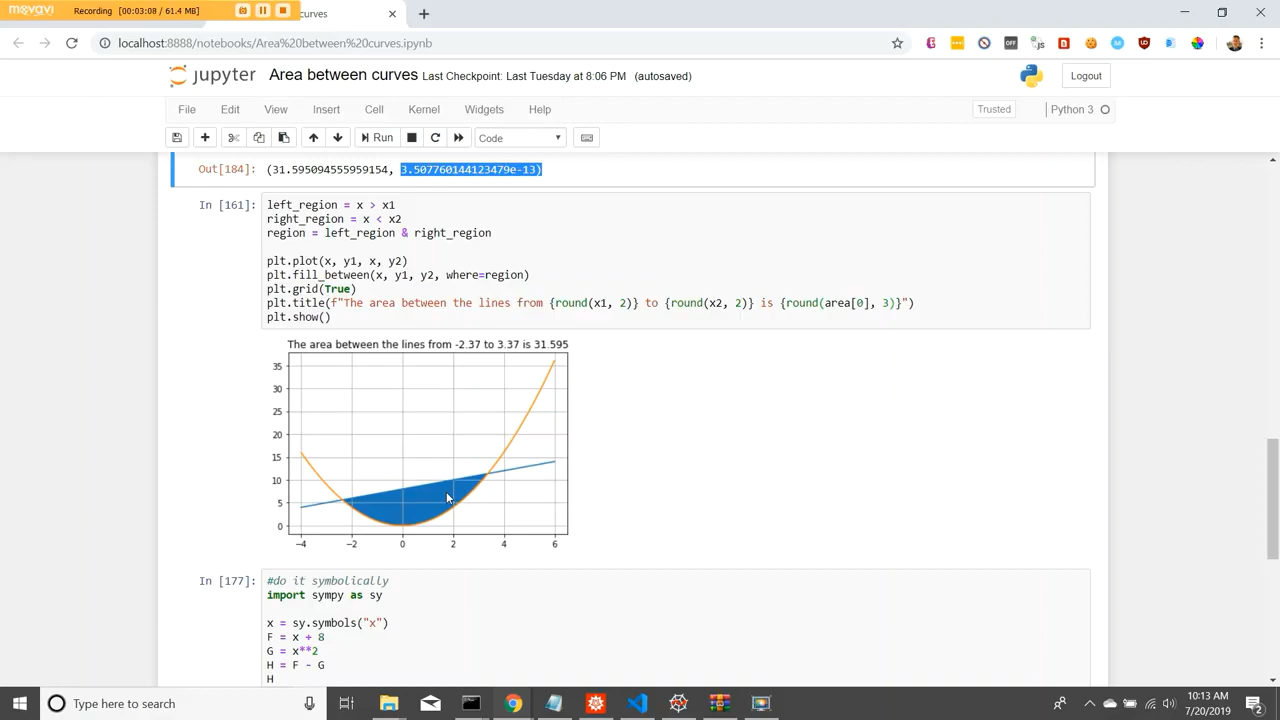 movavi Recording [00:03:08 / 61.4 MB]
curves
localhost:8888/notebooks/Area%20between%20curves.ipynb
OFF
js
jupyter Area between curves Last Checkpoint: Last Tuesday at 8:06 PM (autosaved)
Logout
File Edit View Insert Cell Kernel Widgets Help
Trusted
Python 3
Run
Code
Out[184]: (31.595094555959154, 3.507760144123479e-13)
In [161]: left_region = x > x1
right_region = x < x2
region = left_region & right_region
plt.plot(x, y1, x, y2)
plt.fill_between(x, y1, y2, where=region)
plt.grid(True)
plt.title(f"The area between the lines from {round(x1, 2)} to {round(x2, 2)} is {round(area[0], 3)}")
plt.show()
The area between the lines from -2.37 to 3.37 is 31.595
35
30
25
20
15
10
5
0
−4 −2 0 2 4 6
In [177]: #do it symbolically
import sympy as sy
x = sy.symbols("x")
F = x + 8
G = x**2
H = F - G
H
Type here to search
10:13 AM
7/20/2019
2